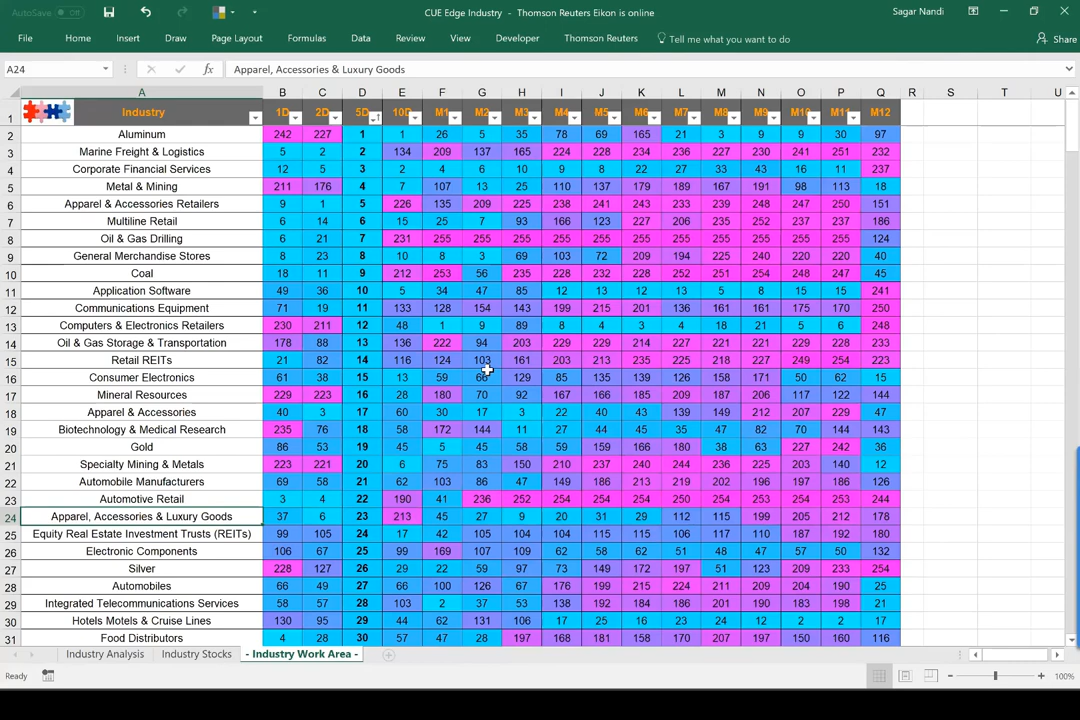 AutoSave Off CUE Edge Industry - Thomson Reuters Eikon is online Sagar Nandi
File Home Insert Draw Page Layout Formulas Data Review View Developer Thomson Reuters Tell me what you want to do Share
A24 fx Apparel, Accessories & Luxury Goods
A B C D E F G H I J K L M N O P Q R S T U
1 Industry 1D 2D 5D 10D M1 M2 M3 M4 M5 M6 M7 M8 M9 M10 M11 M12
2 Aluminum 242 227 1 1 26 5 35 78 69 165 21 3 9 9 30 97
3 Marine Freight & Logistics 5 2 2 134 209 137 165 224 228 234 236 227 230 241 251 232
4 Corporate Financial Services 12 5 3 2 4 6 10 9 8 22 27 33 43 16 11 237
5 Metal & Mining 211 176 4 7 107 13 25 110 137 179 189 167 191 98 113 18
6 Apparel & Accessories Retailers 9 1 5 226 135 209 225 238 241 243 233 239 248 247 250 151
7 Multiline Retail 6 14 6 15 25 7 93 166 123 227 206 235 252 237 237 186
8 Oil & Gas Drilling 6 21 7 231 255 255 255 255 255 255 255 255 255 255 255 124
9 General Merchandise Stores 8 23 8 10 8 3 69 103 72 209 194 225 240 220 220 40
10 Coal 18 11 9 212 253 56 235 228 232 228 252 251 254 248 247 45
11 Application Software 49 36 10 5 34 47 85 12 13 12 13 5 8 15 15 241
12 Communications Equipment 71 19 11 133 128 154 143 199 215 201 136 161 161 175 170 250
13 Computers & Electronics Retailers 230 211 12 48 1 9 89 8 4 3 4 18 21 5 6 248
14 Oil & Gas Storage & Transportation 178 88 13 136 222 94 203 229 229 214 227 221 221 229 228 233
15 Retail REITs 21 82 14 116 124 103 161 203 213 235 225 218 227 249 254 223
16 Consumer Electronics 61 38 15 13 59 66 129 85 135 139 126 158 171 50 62 15
17 Mineral Resources 229 223 16 28 180 70 92 167 166 185 209 187 206 117 122 144
18 Apparel & Accessories 40 3 17 60 30 17 3 22 40 43 139 149 212 207 229 47
19 Biotechnology & Medical Research 235 76 18 58 172 144 11 27 44 45 35 47 82 70 144 143
20 Gold 86 53 19 45 5 45 58 59 159 166 180 38 63 227 242 36
21 Specialty Mining & Metals 223 221 20 6 75 83 150 210 237 240 244 236 225 203 140 12
22 Automobile Manufacturers 69 58 21 62 103 86 47 149 186 213 219 202 196 197 186 126
23 Automotive Retail 3 4 22 190 41 236 252 254 254 254 250 254 253 254 253 244
24 Apparel, Accessories & Luxury Goods 37 6 23 213 45 27 9 20 31 29 112 115 199 205 212 178
25 Equity Real Estate Investment Trusts (REITs) 99 105 24 17 42 105 104 104 115 115 106 117 110 187 192 180
26 Electronic Components 106 67 25 99 169 107 109 62 58 62 51 48 47 57 50 132
27 Silver 228 127 26 29 22 59 97 73 149 172 197 51 123 209 233 254
28 Automobiles 66 49 27 66 100 126 67 176 199 215 224 211 209 204 190 25
29 Integrated Telecommunications Services 58 57 28 103 2 37 53 138 192 184 186 201 190 183 198 21
30 Hotels Motels & Cruise Lines 130 95 29 44 62 131 106 17 25 16 23 24 12 2 2 17
31 Food Distributors 4 28 30 57 47 28 197 168 181 158 170 207 197 150 160 116
Industry Analysis Industry Stocks - Industry Work Area -
Ready 100%